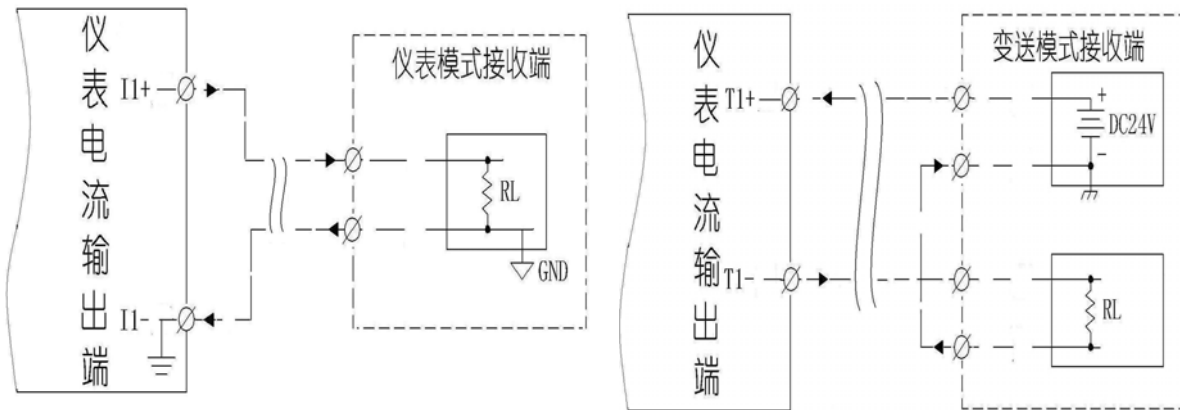 仪表电流输出端
I1+
I1-
仪表模式接收端
RL
GND
仪表电流输出端
T1+
T1-
变送模式接收端
+
DC24V
-
RL